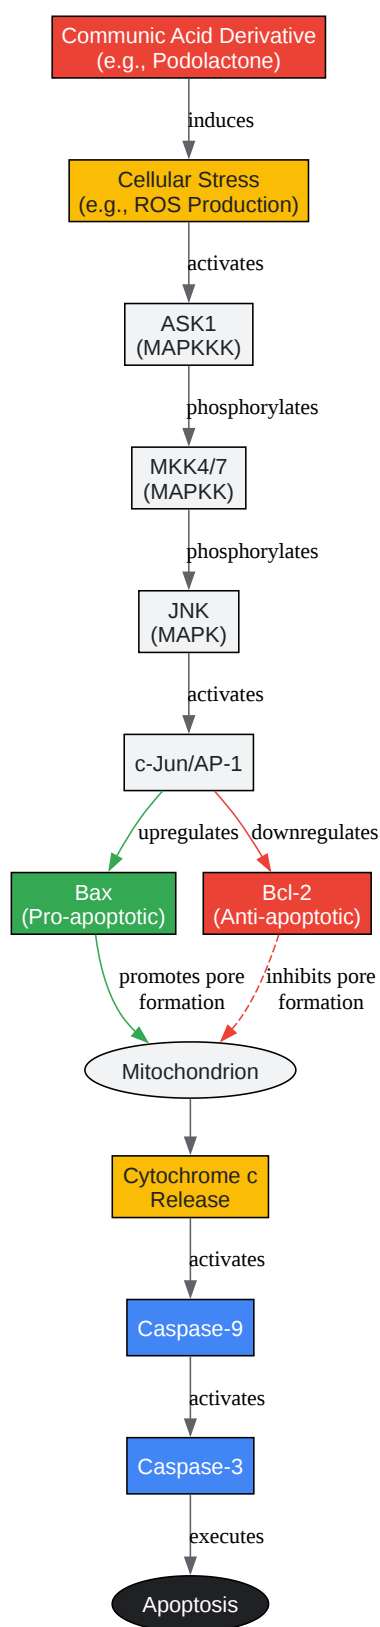 Communic Acid Derivative
(e.g., Podolactone)
induces
Cellular Stress
(e.g., ROS Production)
activates
ASK1
(MAPKKK)
phosphorylates
MKK4/7
(MAPKK)
phosphorylates
JNK
(MAPK)
activates
c-Jun/AP-1
upregulates
downregulates
Bax
(Pro-apoptotic)
Bcl-2
(Anti-apoptotic)
promotes pore
formation
inhibits pore
formation
Mitochondrion
Cytochrome c
Release
activates
Caspase-9
activates
Caspase-3
executes
Apoptosis